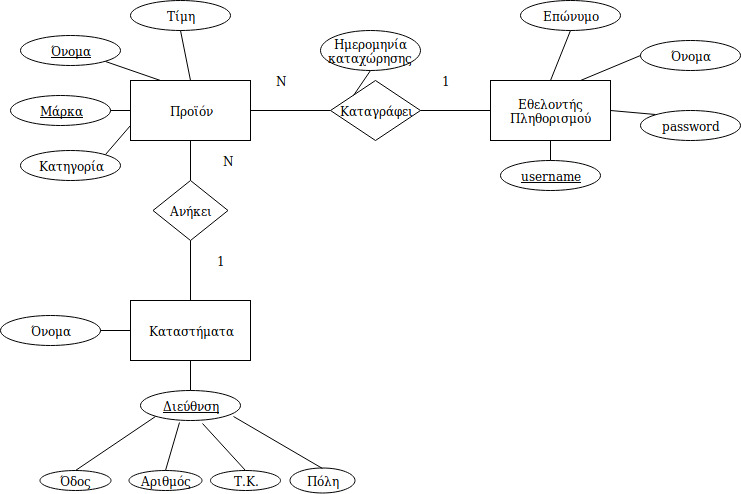 Τίμη
Επώνυμο
Όνομα
Ημερομηνία
καταχώρησης
Όνομα
N
1
Μάρκα
Προϊόν
Καταγράφει
Εθελοντής
Πληθορισμού
password
Κατηγορία
N
username
Ανήκει
1
Όνομα
Καταστήματα
Διεύθνση
Όδος
Αριθμός
Τ.Κ.
Πόλη